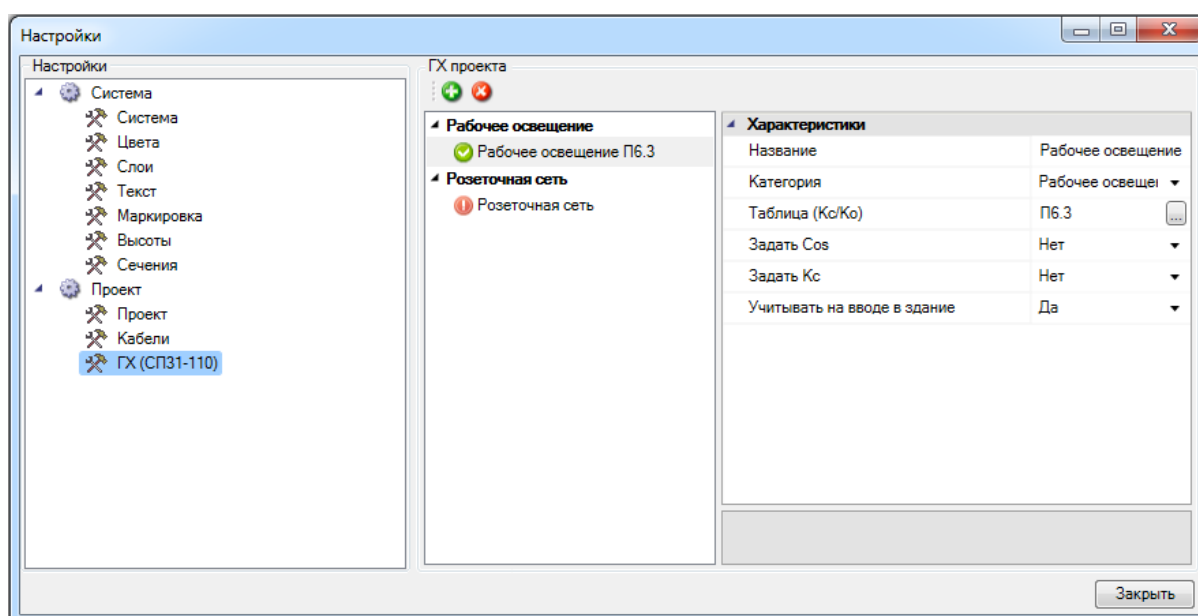 Настройки
Настройки
Система
Система
Цвета
Слои
Текст
Маркировка
Высоты
Сечения
Проект
Проект
Кабели
ГХ (СП31-110)
ГХ проекта
Рабочее освещение
Рабочее освещение П6.3
Розеточная сеть
Розеточная сеть
Характеристики
Название Рабочее освещение
Категория Рабочее освещеι
Таблица (Кс/Ко) П6.3 ...
Задать Cos Нет
Задать Кс Нет
Учитывать на вводе в здание Да
Закрыть